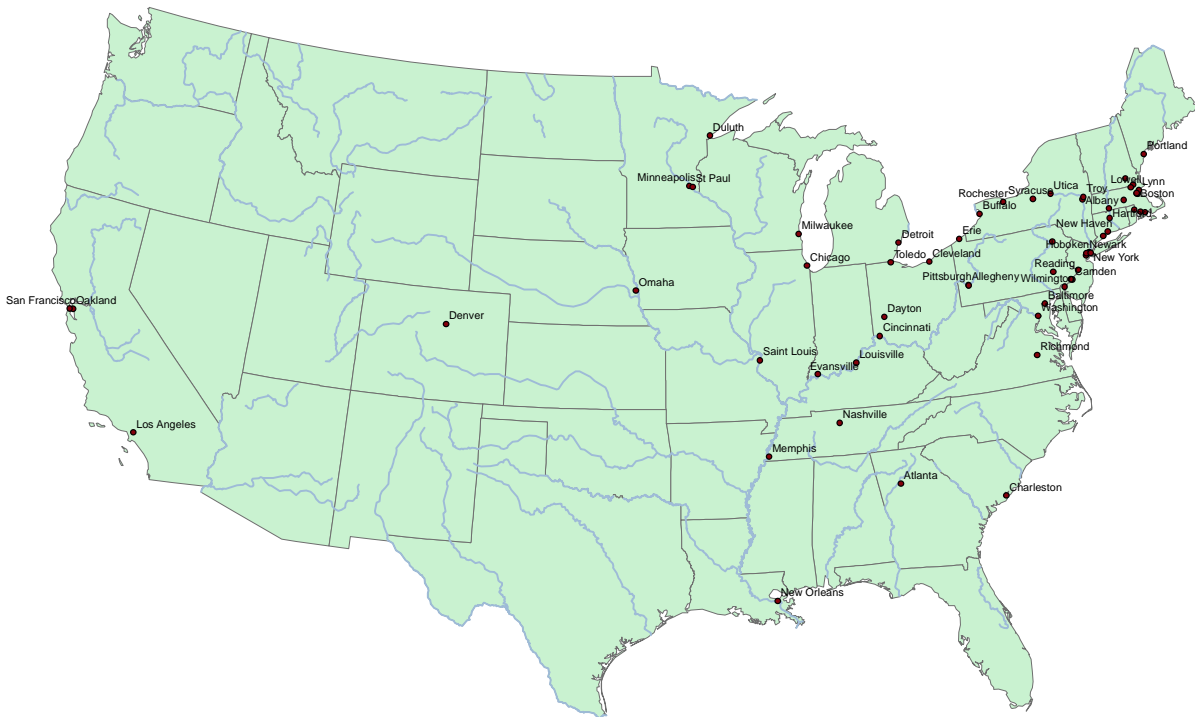 Duluth
Portland
Minneapolis
St Paul
Lowell
Lynn
Rochester
Syracuse
Utica
Troy
Boston
Albany
Buffalo
Hartford
Milwaukee
New Haven
Detroit
Erie
Hoboken
Newark
Toledo
Cleveland
New York
Chicago
Reading
Camden
Pittsburgh
Allegheny
Wilmington
Omaha
Baltimore
San Francisco
Oakland
Washington
Dayton
Denver
Cincinnati
Richmond
Saint Louis
Louisville
Evansville
Nashville
Los Angeles
Memphis
Atlanta
Charleston
New Orleans